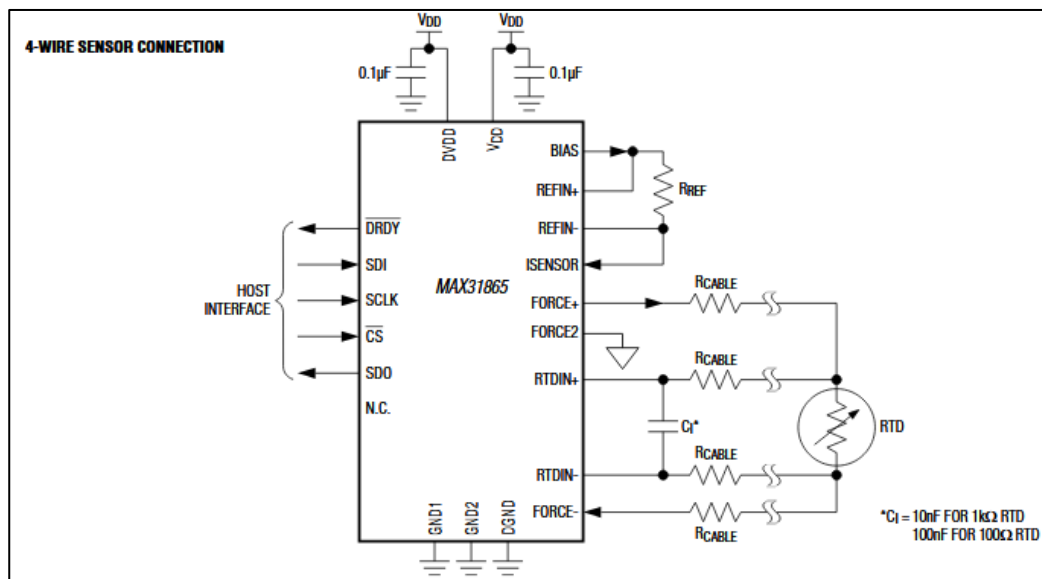 4-WIRE SENSOR CONNECTION
VDD
VDD
0.1µF
0.1µF
DVDD
VDD
BIAS
REFIN+
RREF
REFIN-
ISENSOR
MAX31865
HOST
INTERFACE
DRDY
SDI
SCLK
CS
SDO
N.C.
FORCE+
RCABLE
FORCE2
RTDIN+
RCABLE
CI*
RTD
RTDIN-
RCABLE
FORCE-
RCABLE
GND1
GND2
DGND
*CI = 10nF FOR 1kΩ RTD
100nF FOR 100Ω RTD